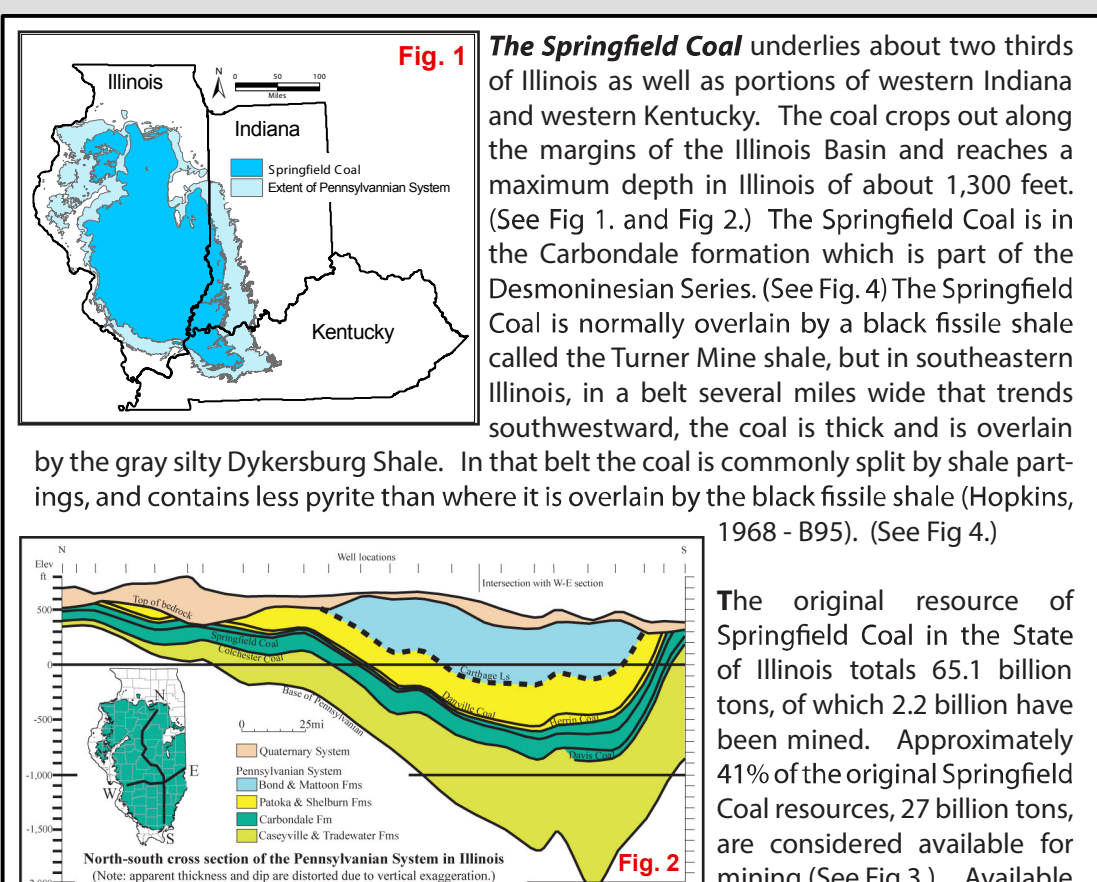 Fig. 1
Illinois
N
0 50 100
Miles
Indiana
Springfield Coal
Extent of Pennsylvannian System
Kentucky
The Springfield Coal underlies about two thirds
of Illinois as well as portions of western Indiana
and western Kentucky. The coal crops out along
the margins of the Illinois Basin and reaches a
maximum depth in Illinois of about 1,300 feet.
(See Fig 1. and Fig 2.) The Springfield Coal is in
the Carbondale formation which is part of the
Desmoninesian Series. (See Fig. 4) The Springfield
Coal is normally overlain by a black fissile shale
called the Turner Mine shale, but in southeastern
Illinois, in a belt several miles wide that trends
southwestward, the coal is thick and is overlain
by the gray silty Dykersburg Shale. In that belt the coal is commonly split by shale part-
ings, and contains less pyrite than where it is overlain by the black fissile shale (Hopkins,
1968 - B95). (See Fig 4.)
N
S
Elev
ft
Well locations
Intersection with W-E section
500
0
-500
-1,000
-1,500
Top of bedrock
Springfield Coal
Colchester Coal
Base of Pennsylvanian
Carthage Ls
Danville Coal
Herrin Coal
Davis Coal
N
E
W
S
0 25mi
Quaternary System
Pennsylvanian System
Bond & Mattoon Fms
Patoka & Shelburn Fms
Carbondale Fm
Caseyville & Tradewater Fms
North-south cross section of the Pennsylvanian System in Illinois
(Note: apparent thickness and dip are distorted due to vertical exaggeration.)
Fig. 2
The original resource of
Springfield Coal in the State
of Illinois totals 65.1 billion
tons, of which 2.2 billion have
been mined. Approximately
41% of the original Springfield
Coal resources, 27 billion tons,
are considered available for
mining (See Fig 3.) Available